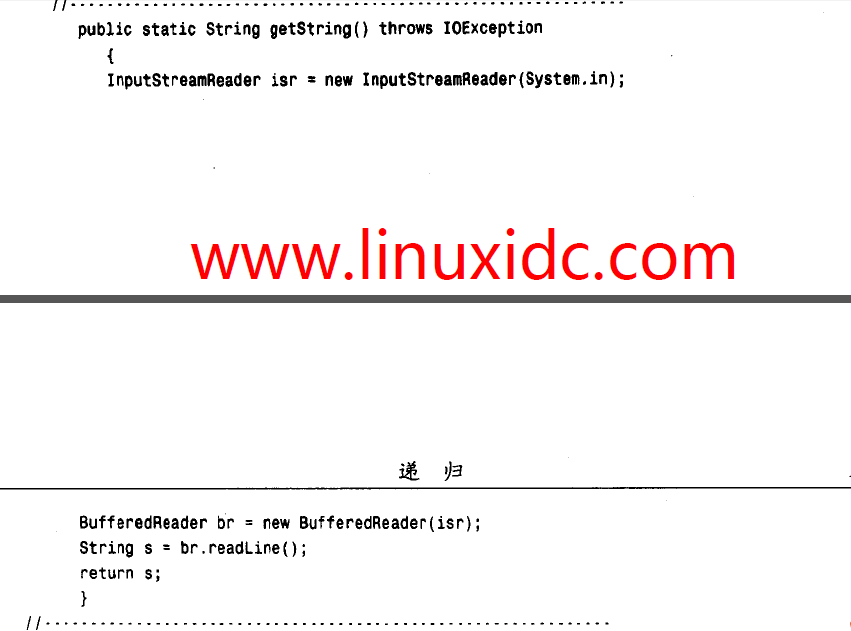 //--------------------------------------------------------------
public static String getString() throws IOException
{
InputStreamReader isr = new InputStreamReader(System.in);
www.linuxidc.com
递 归
BufferedReader br = new BufferedReader(isr);
String s = br.readLine();
return s;
}
//--------------------------------------------------------------